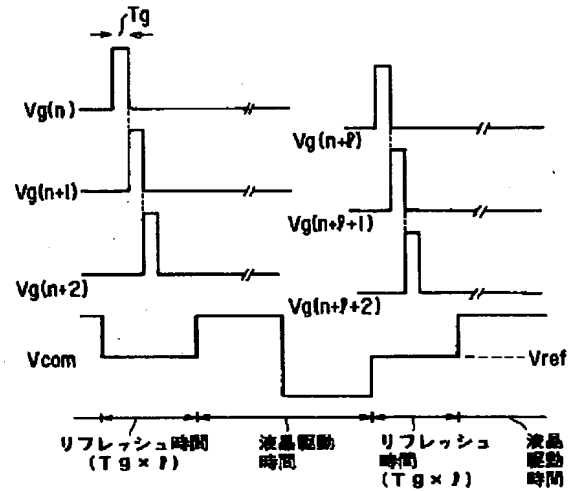 Tg
Vg(n)
Vg(n+1)
Vg(n+2)
Vg(n+ℓ)
Vg(n+ℓ+1)
Vg(n+ℓ+2)
Vcom
Vref
リフレッシュ時間
(Tg×ℓ)
液晶駆動
時間
リフレッシュ
時間
(Tg×ℓ)
液晶
駆動
時間